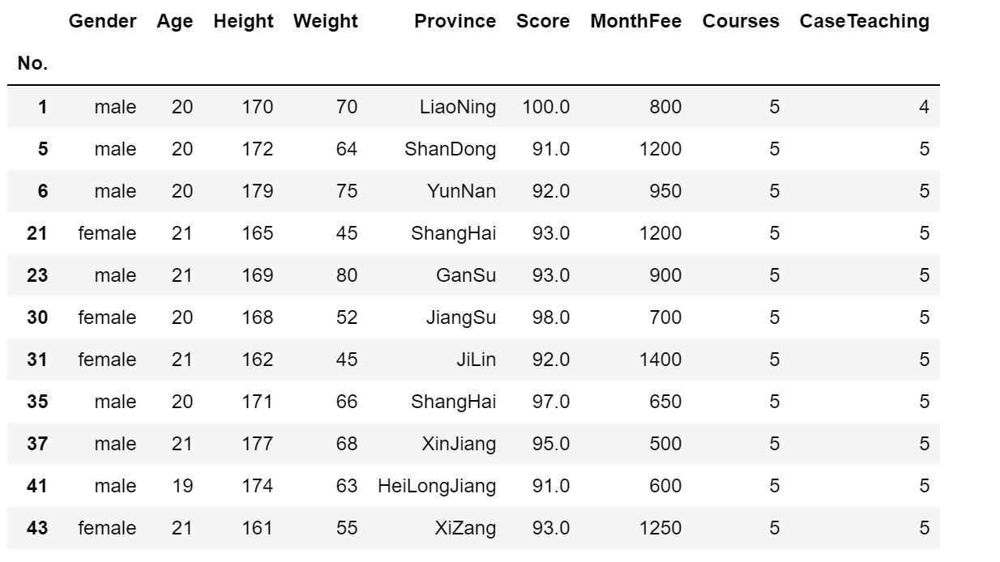 Gender Age Height Weight Province Score MonthFee Courses CaseTeaching
No.
1 male 20 170 70 LiaoNing 100.0 800 5 4
5 male 20 172 64 ShanDong 91.0 1200 5 5
6 male 20 179 75 YunNan 92.0 950 5 5
21 female 21 165 45 ShangHai 93.0 1200 5 5
23 male 21 169 80 GanSu 93.0 900 5 5
30 female 20 168 52 JiangSu 98.0 700 5 5
31 female 21 162 45 JiLin 92.0 1400 5 5
35 male 20 171 66 ShangHai 97.0 650 5 5
37 male 21 177 68 XinJiang 95.0 500 5 5
41 male 19 174 63 HeiLongJiang 91.0 600 5 5
43 female 21 161 55 XiZang 93.0 1250 5 5